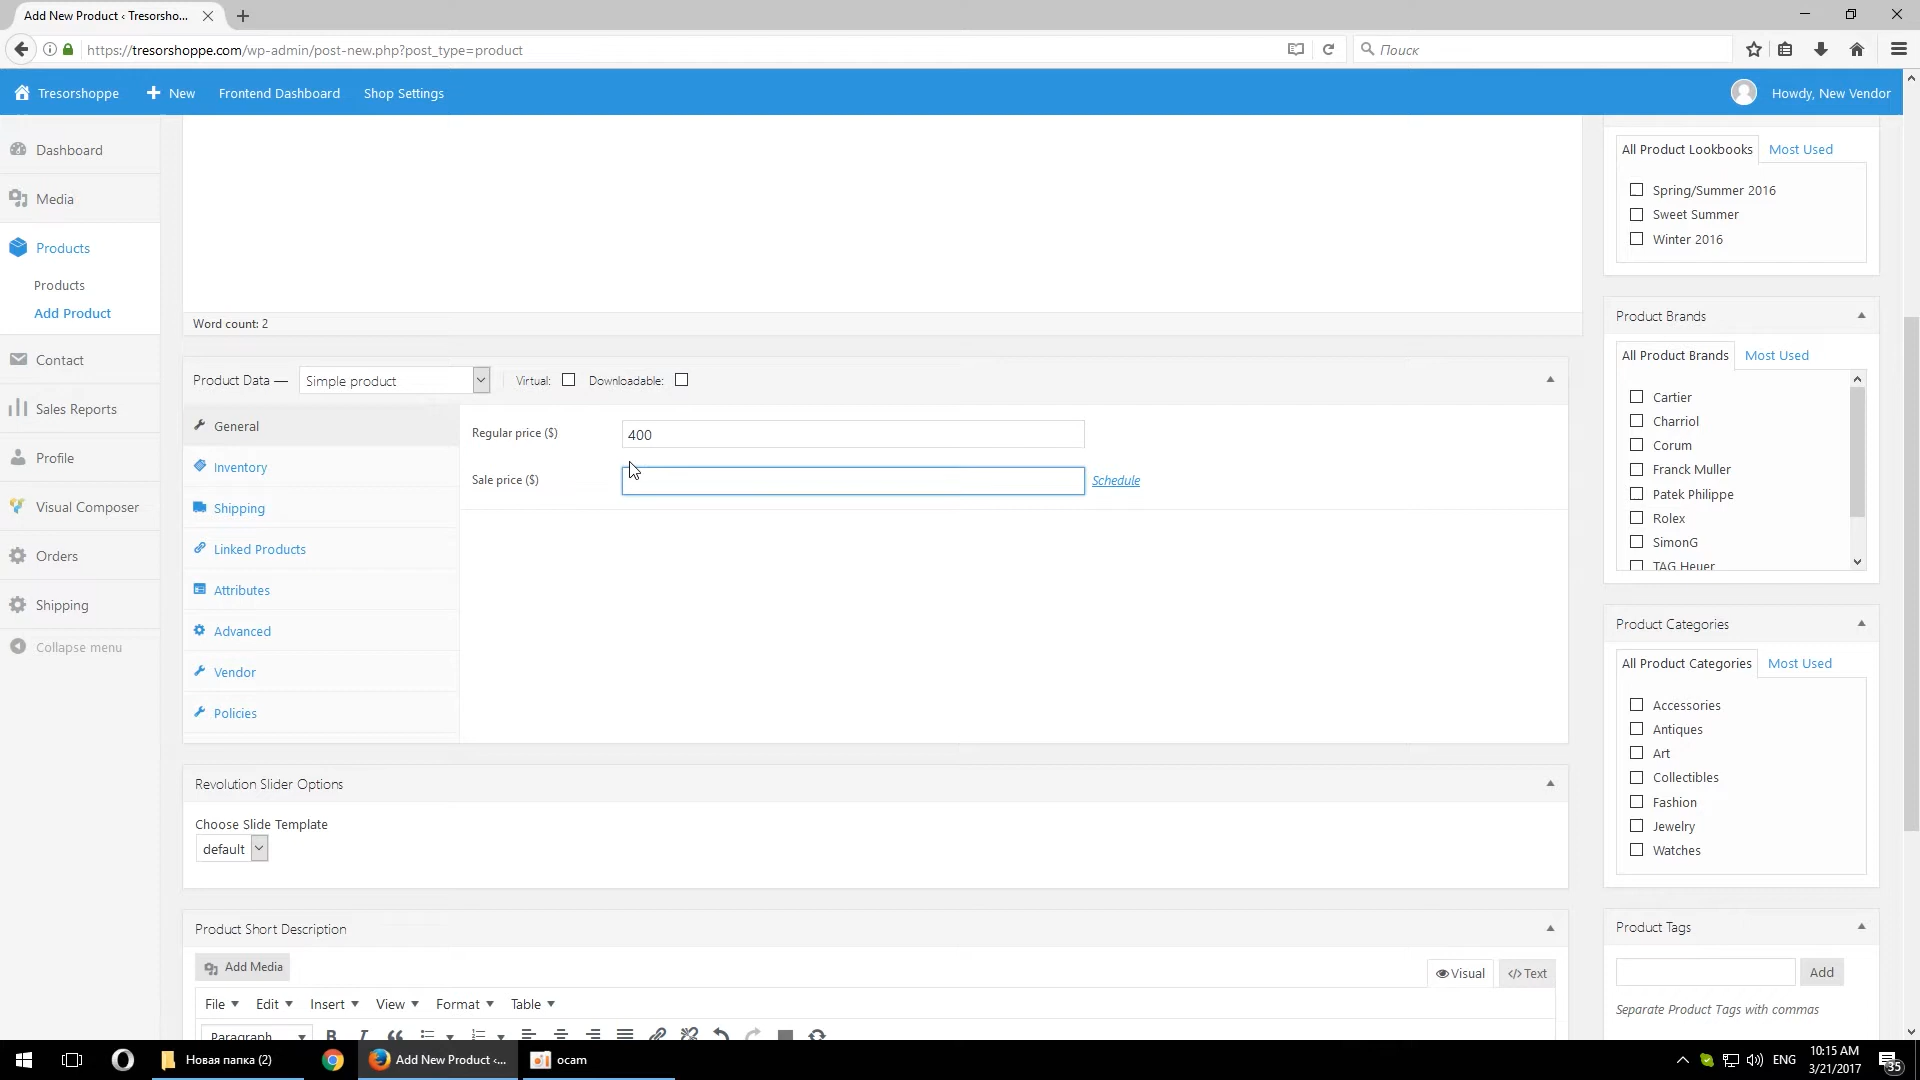 Add New Product ‹ Tresorsho...
https://tresorshoppe.com/wp-admin/post-new.php?post_type=product
Поиск
Tresorshoppe
New
Frontend Dashboard
Shop Settings
Howdy, New Vendor
Dashboard
Media
Products
Products
Add Product
Contact
Sales Reports
Profile
Visual Composer
Orders
Shipping
Collapse menu
Word count: 2
Product Data —
Simple product
Virtual:
Downloadable:
General
Inventory
Shipping
Linked Products
Attributes
Advanced
Vendor
Policies
Regular price ($)
400
Sale price ($)
Schedule
Revolution Slider Options
Choose Slide Template
default
Product Short Description
Add Media
Visual
Text
File
Edit
Insert
View
Format
Table
Paragraph
All Product Lookbooks
Most Used
Spring/Summer 2016
Sweet Summer
Winter 2016
Product Brands
All Product Brands
Most Used
Cartier
Charriol
Corum
Franck Muller
Patek Philippe
Rolex
SimonG
TAG Heuer
Product Categories
All Product Categories
Most Used
Accessories
Antiques
Art
Collectibles
Fashion
Jewelry
Watches
Product Tags
Add
Separate Product Tags with commas
Новая папка (2)
Add New Product ‹...
ocam
ENG
10:15 AM
3/21/2017
35